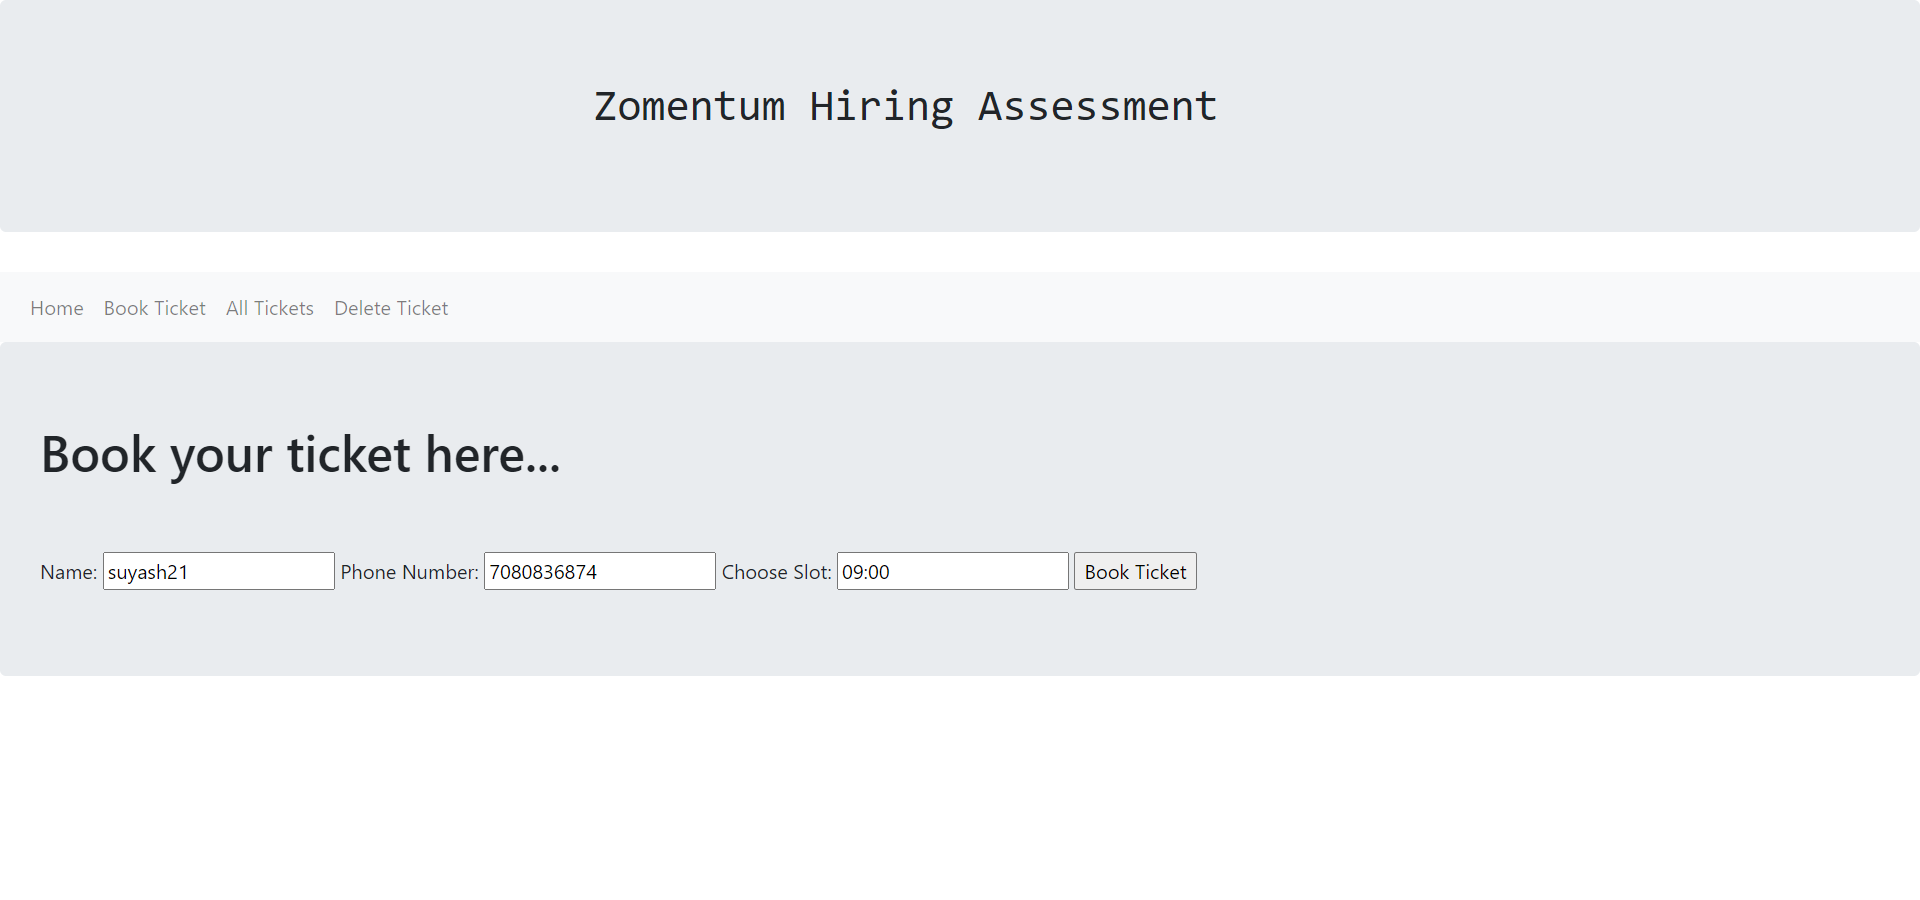 Zomentum Hiring Assessment
Home Book Ticket All Tickets Delete Ticket
Book your ticket here...
Name: suyash21 Phone Number: 7080836874 Choose Slot: 09:00 Book Ticket